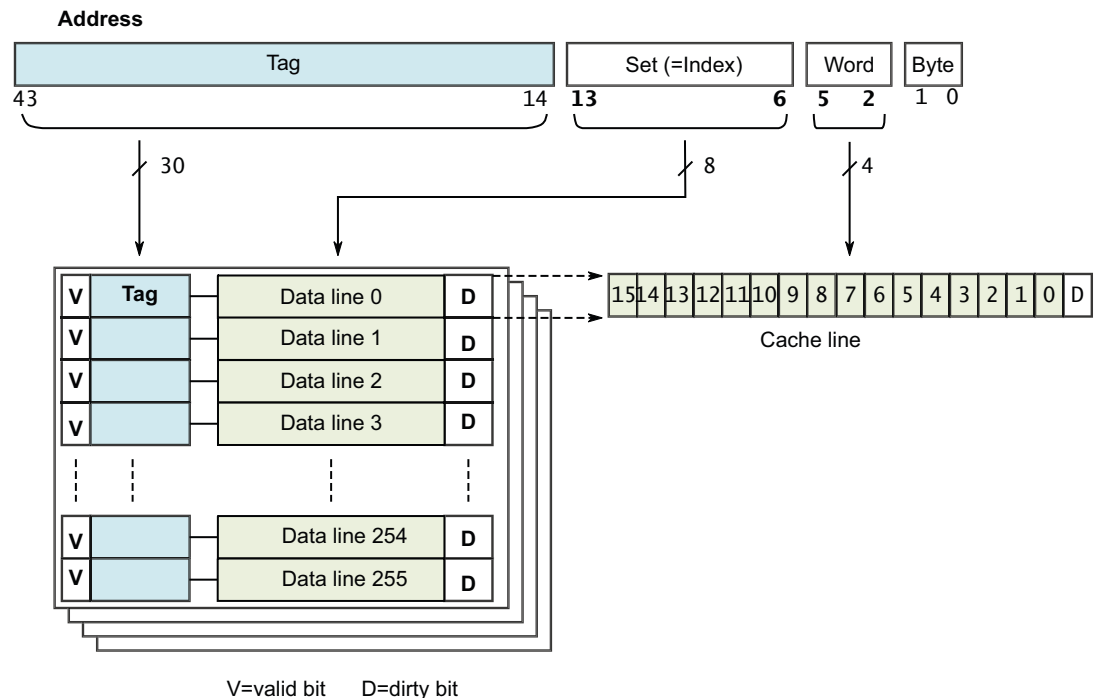 Address
Tag Set (=Index) Word Byte
43 14 13 6 5 2 1 0
30 8 4
V Tag Data line 0 D
15 14 13 12 11 10 9 8 7 6 5 4 3 2 1 0 D
V Data line 1 D
Cache line
V Data line 2 D
V Data line 3 D
V Data line 254 D
V Data line 255 D
V=valid bit D=dirty bit